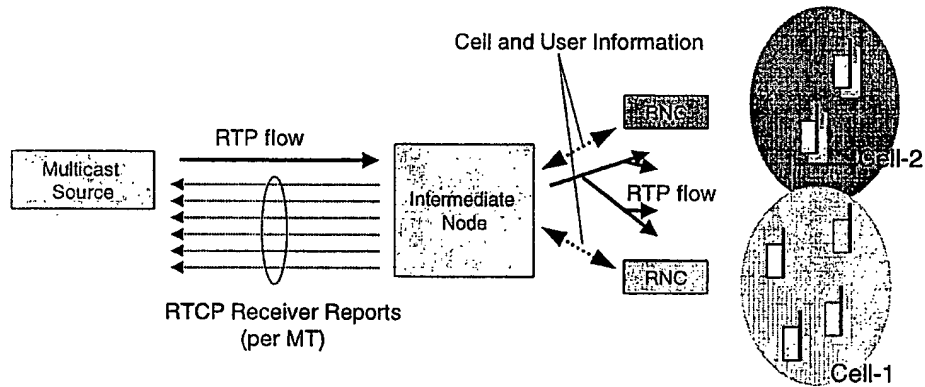 Cell and User Information
RNC
RTP flow
Multicast
Source
Intermediate
Node
RTP flow
Cell-2
RNC
RTCP Receiver Reports
(per MT)
Cell-1